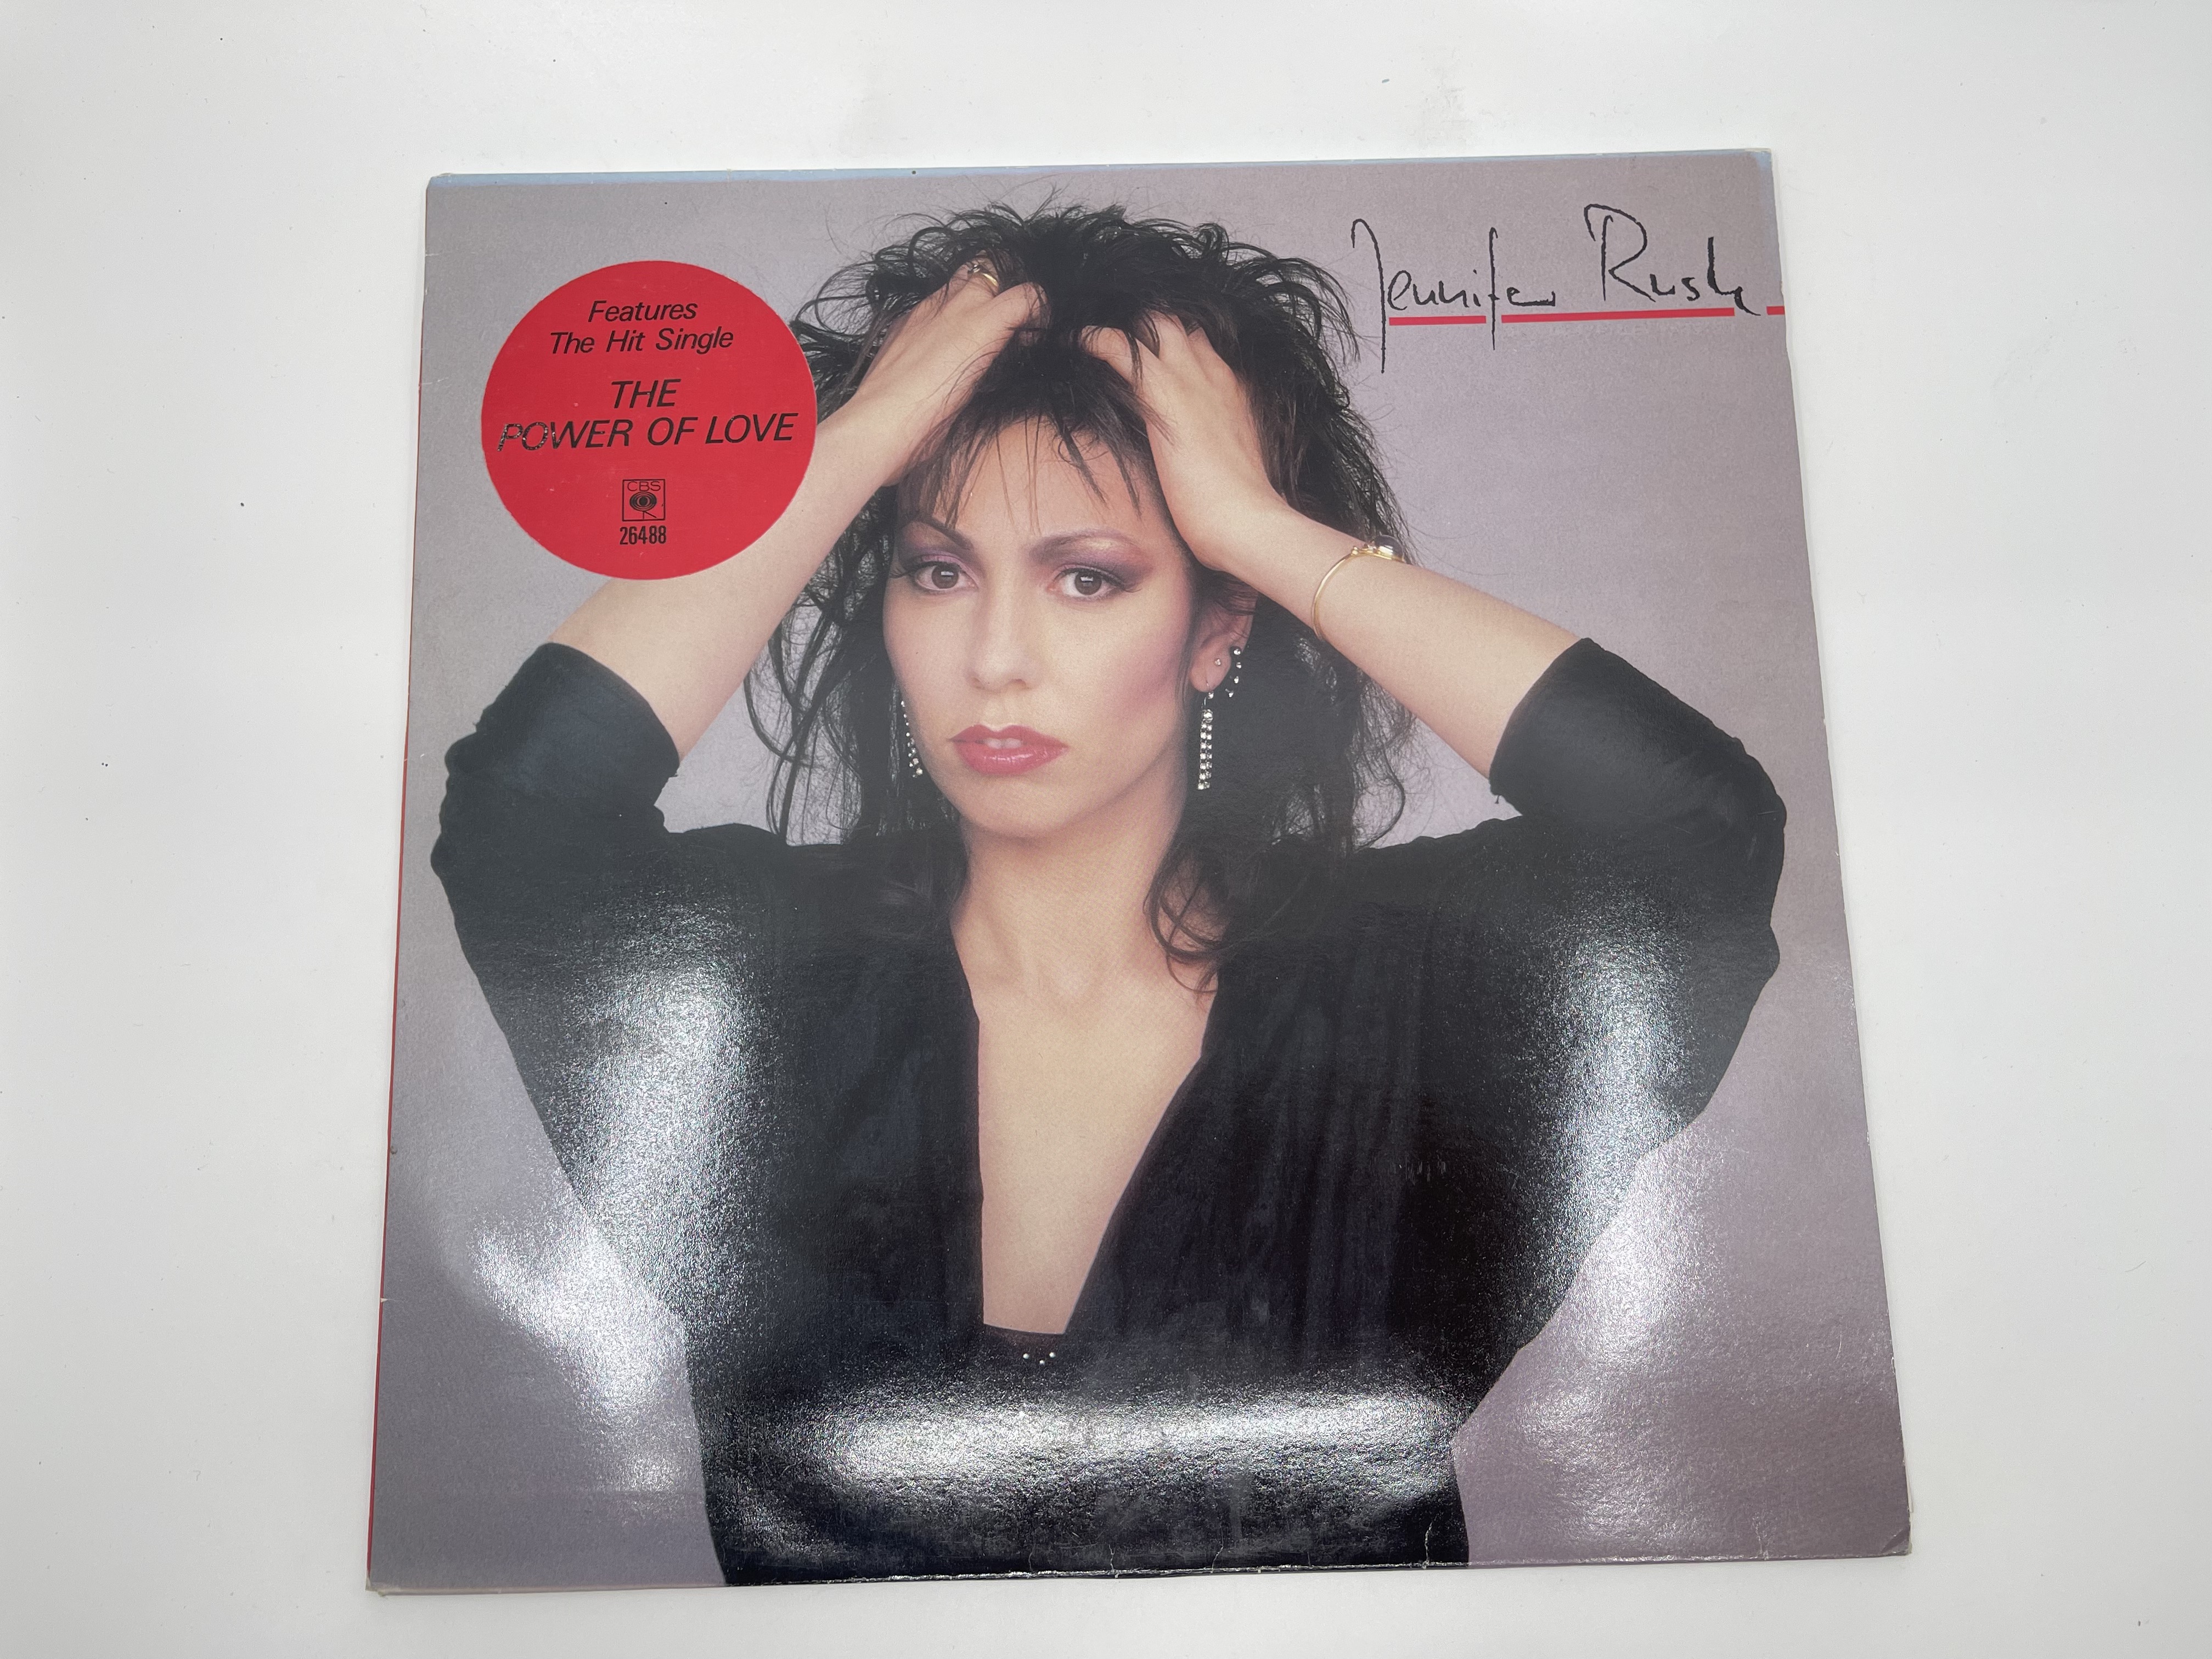 Jennifer Rush
Features
The Hit Single
THE
POWER OF LOVE
CBS
26488